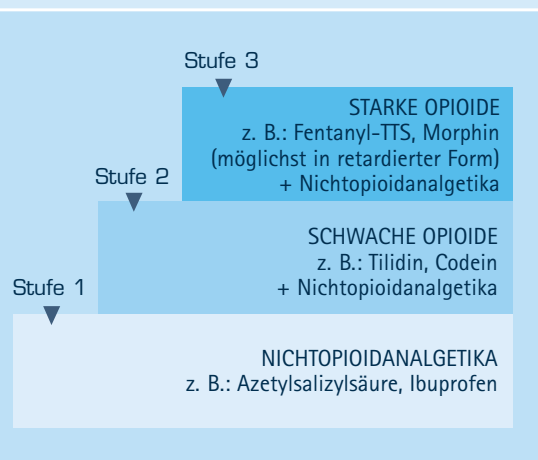 Stufe 3
STARKE OPIOIDE
z. B.: Fentanyl-TTS, Morphin
(möglichst in retardierter Form)
+ Nichtopioidanalgetika
Stufe 2
SCHWACHE OPIOIDE
z. B.: Tilidin, Codein
+ Nichtopioidanalgetika
Stufe 1
NICHTOPIOIDANALGETIKA
z. B.: Azetylsalizylsäure, Ibuprofen